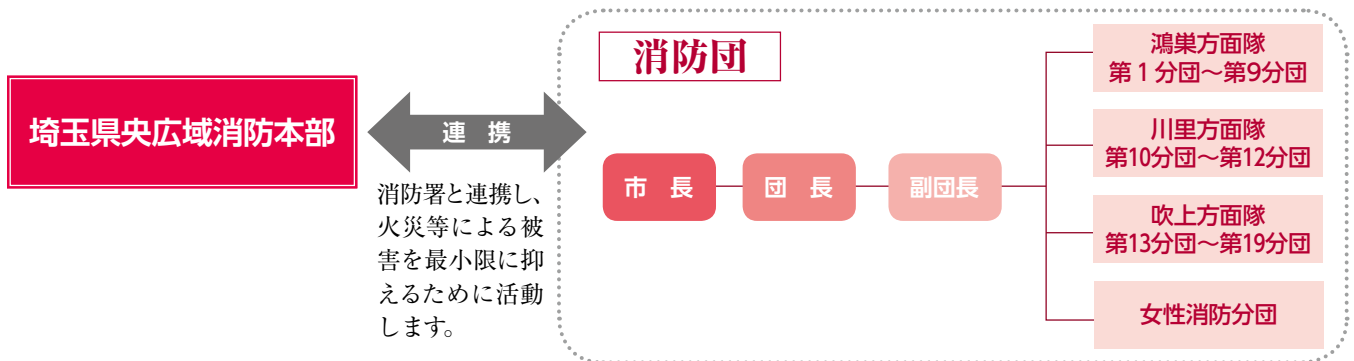 埼玉県央広域消防本部
連　携
消防署と連携し、
火災等による被
害を最小限に抑
えるために活動
します。
消防団
市　長
団　長
副団長
鴻巣方面隊
第１分団～第9分団
川里方面隊
第10分団～第12分団
吹上方面隊
第13分団～第19分団
女性消防分団